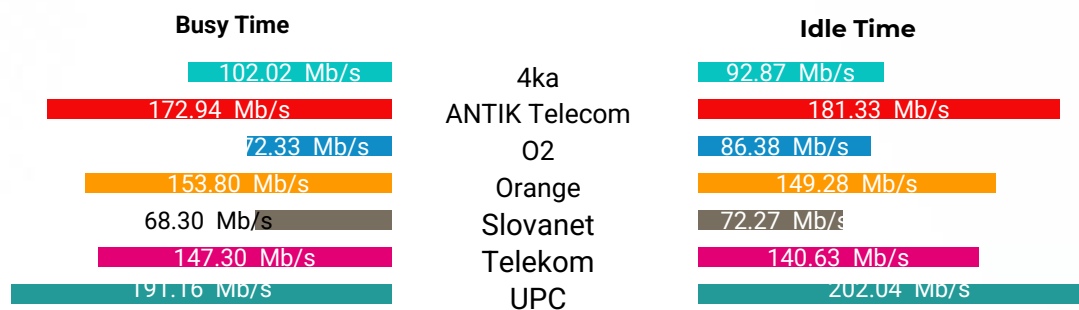 Busy Time Idle Time
102.02 Mb/s 4ka 92.87 Mb/s
172.94 Mb/s ANTIK Telecom 181.33 Mb/s
72.33 Mb/s O2 86.38 Mb/s
153.80 Mb/s Orange 149.28 Mb/s
68.30 Mb/s Slovanet 72.27 Mb/s
147.30 Mb/s Telekom 140.63 Mb/s
191.16 Mb/s UPC 202.04 Mb/s